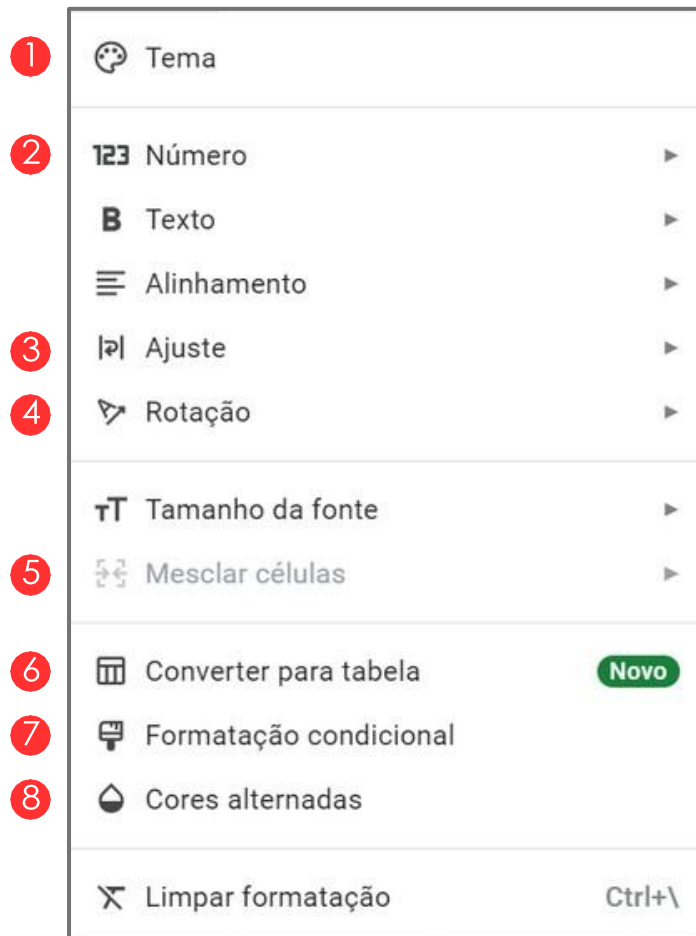 1 Tema
2 123 Número
B Texto
Alinhamento
3 Ajuste
4 Rotação
TT Tamanho da fonte
5 Mesclar células
6 Converter para tabela Novo
7 Formatação condicional
8 Cores alternadas
Limpar formatação Ctrl+\